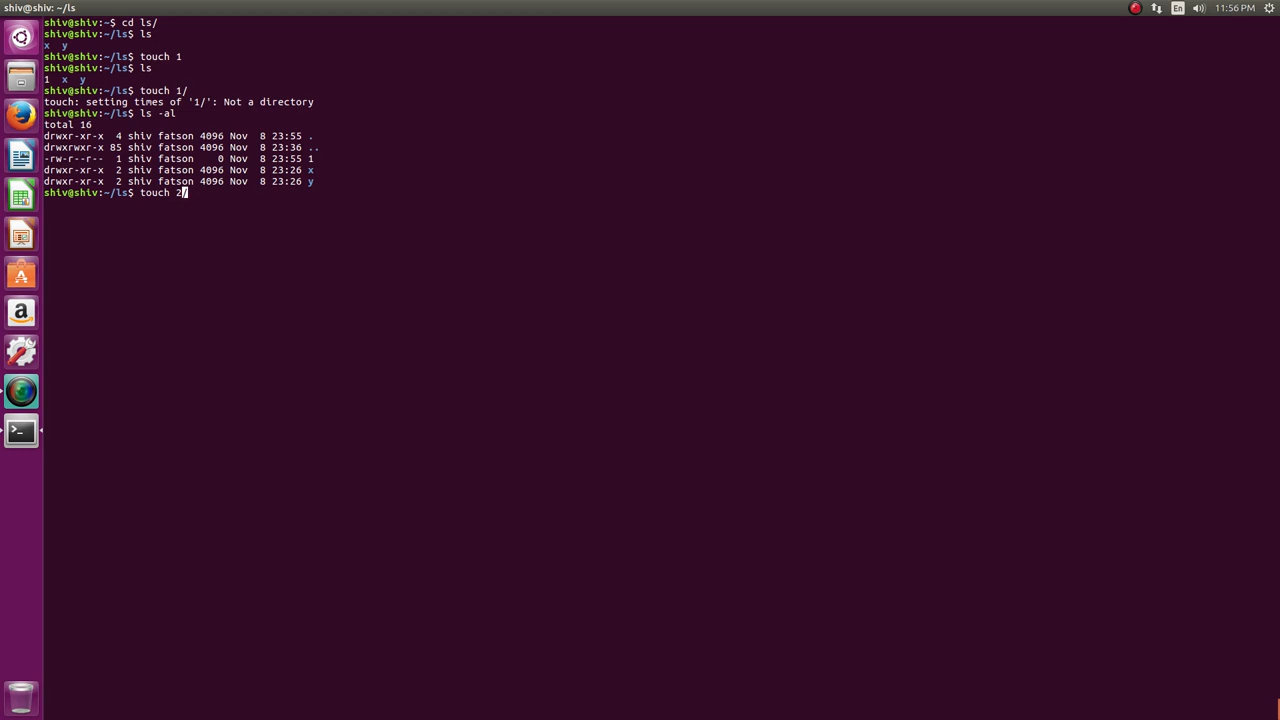 shiv@shiv: ~/ls
En
11:56 PM
shiv@shiv:~$ cd ls/
shiv@shiv:~/ls$ ls
x  y
shiv@shiv:~/ls$ touch 1
shiv@shiv:~/ls$ ls
1  x  y
shiv@shiv:~/ls$ touch 1/
touch: setting times of '1/': Not a directory
shiv@shiv:~/ls$ ls -al
total 16
drwxr-xr-x  4 shiv fatson 4096 Nov  8 23:55 .
drwxrwxr-x 85 shiv fatson 4096 Nov  8 23:36 ..
-rw-r--r--  1 shiv fatson    0 Nov  8 23:55 1
drwxr-xr-x  2 shiv fatson 4096 Nov  8 23:26 x
drwxr-xr-x  2 shiv fatson 4096 Nov  8 23:26 y
shiv@shiv:~/ls$ touch 2/